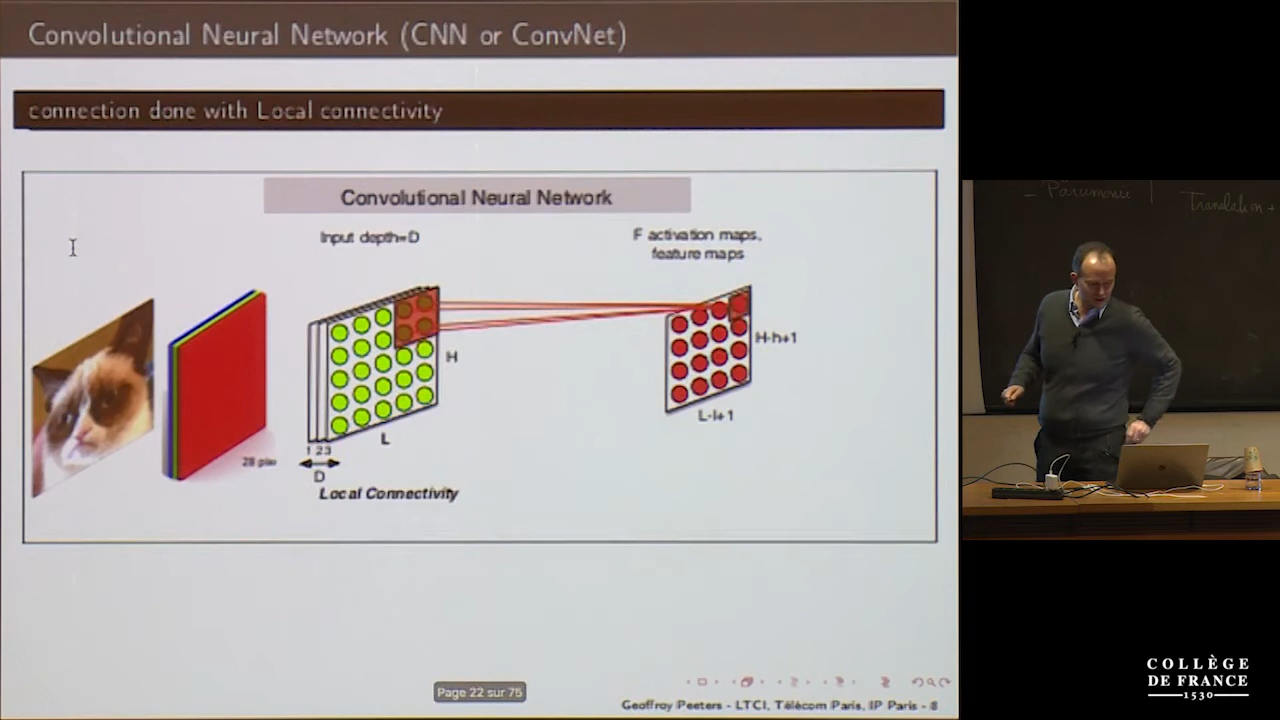 Convolutional Neural Network (CNN or ConvNet)
connection done with Local connectivity
Convolutional Neural Network
Input depth=D
F activation maps,
feature maps
H
H-h+1
L
L-l+1
1 2 3
D
Local Connectivity
Page 22 sur 75
Geoffroy Peeters - LTCI, Télécom Paris, IP Paris - 8
- Parcimonie
Translation
COLLÈGE
DE FRANCE
1530